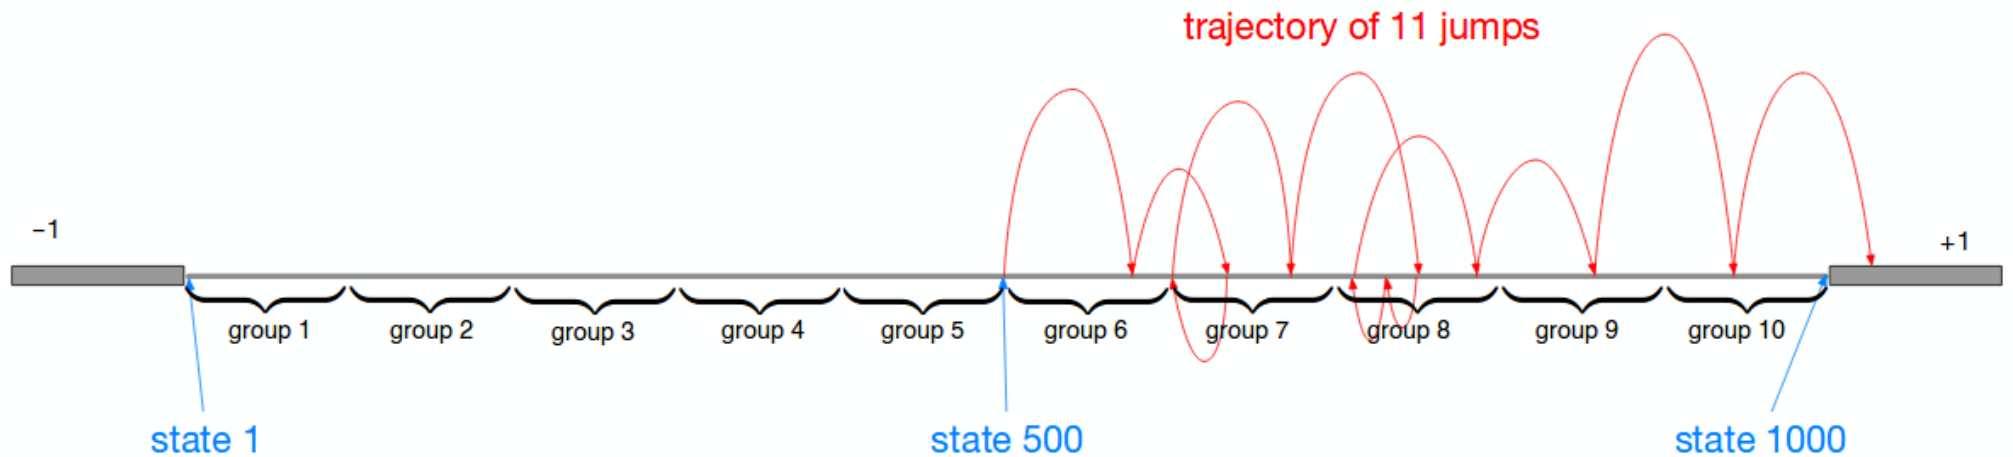 trajectory of 11 jumps
−1
+1
group 1
group 2
group 3
group 4
group 5
group 6
group 7
group 8
group 9
group 10
state 1
state 500
state 1000